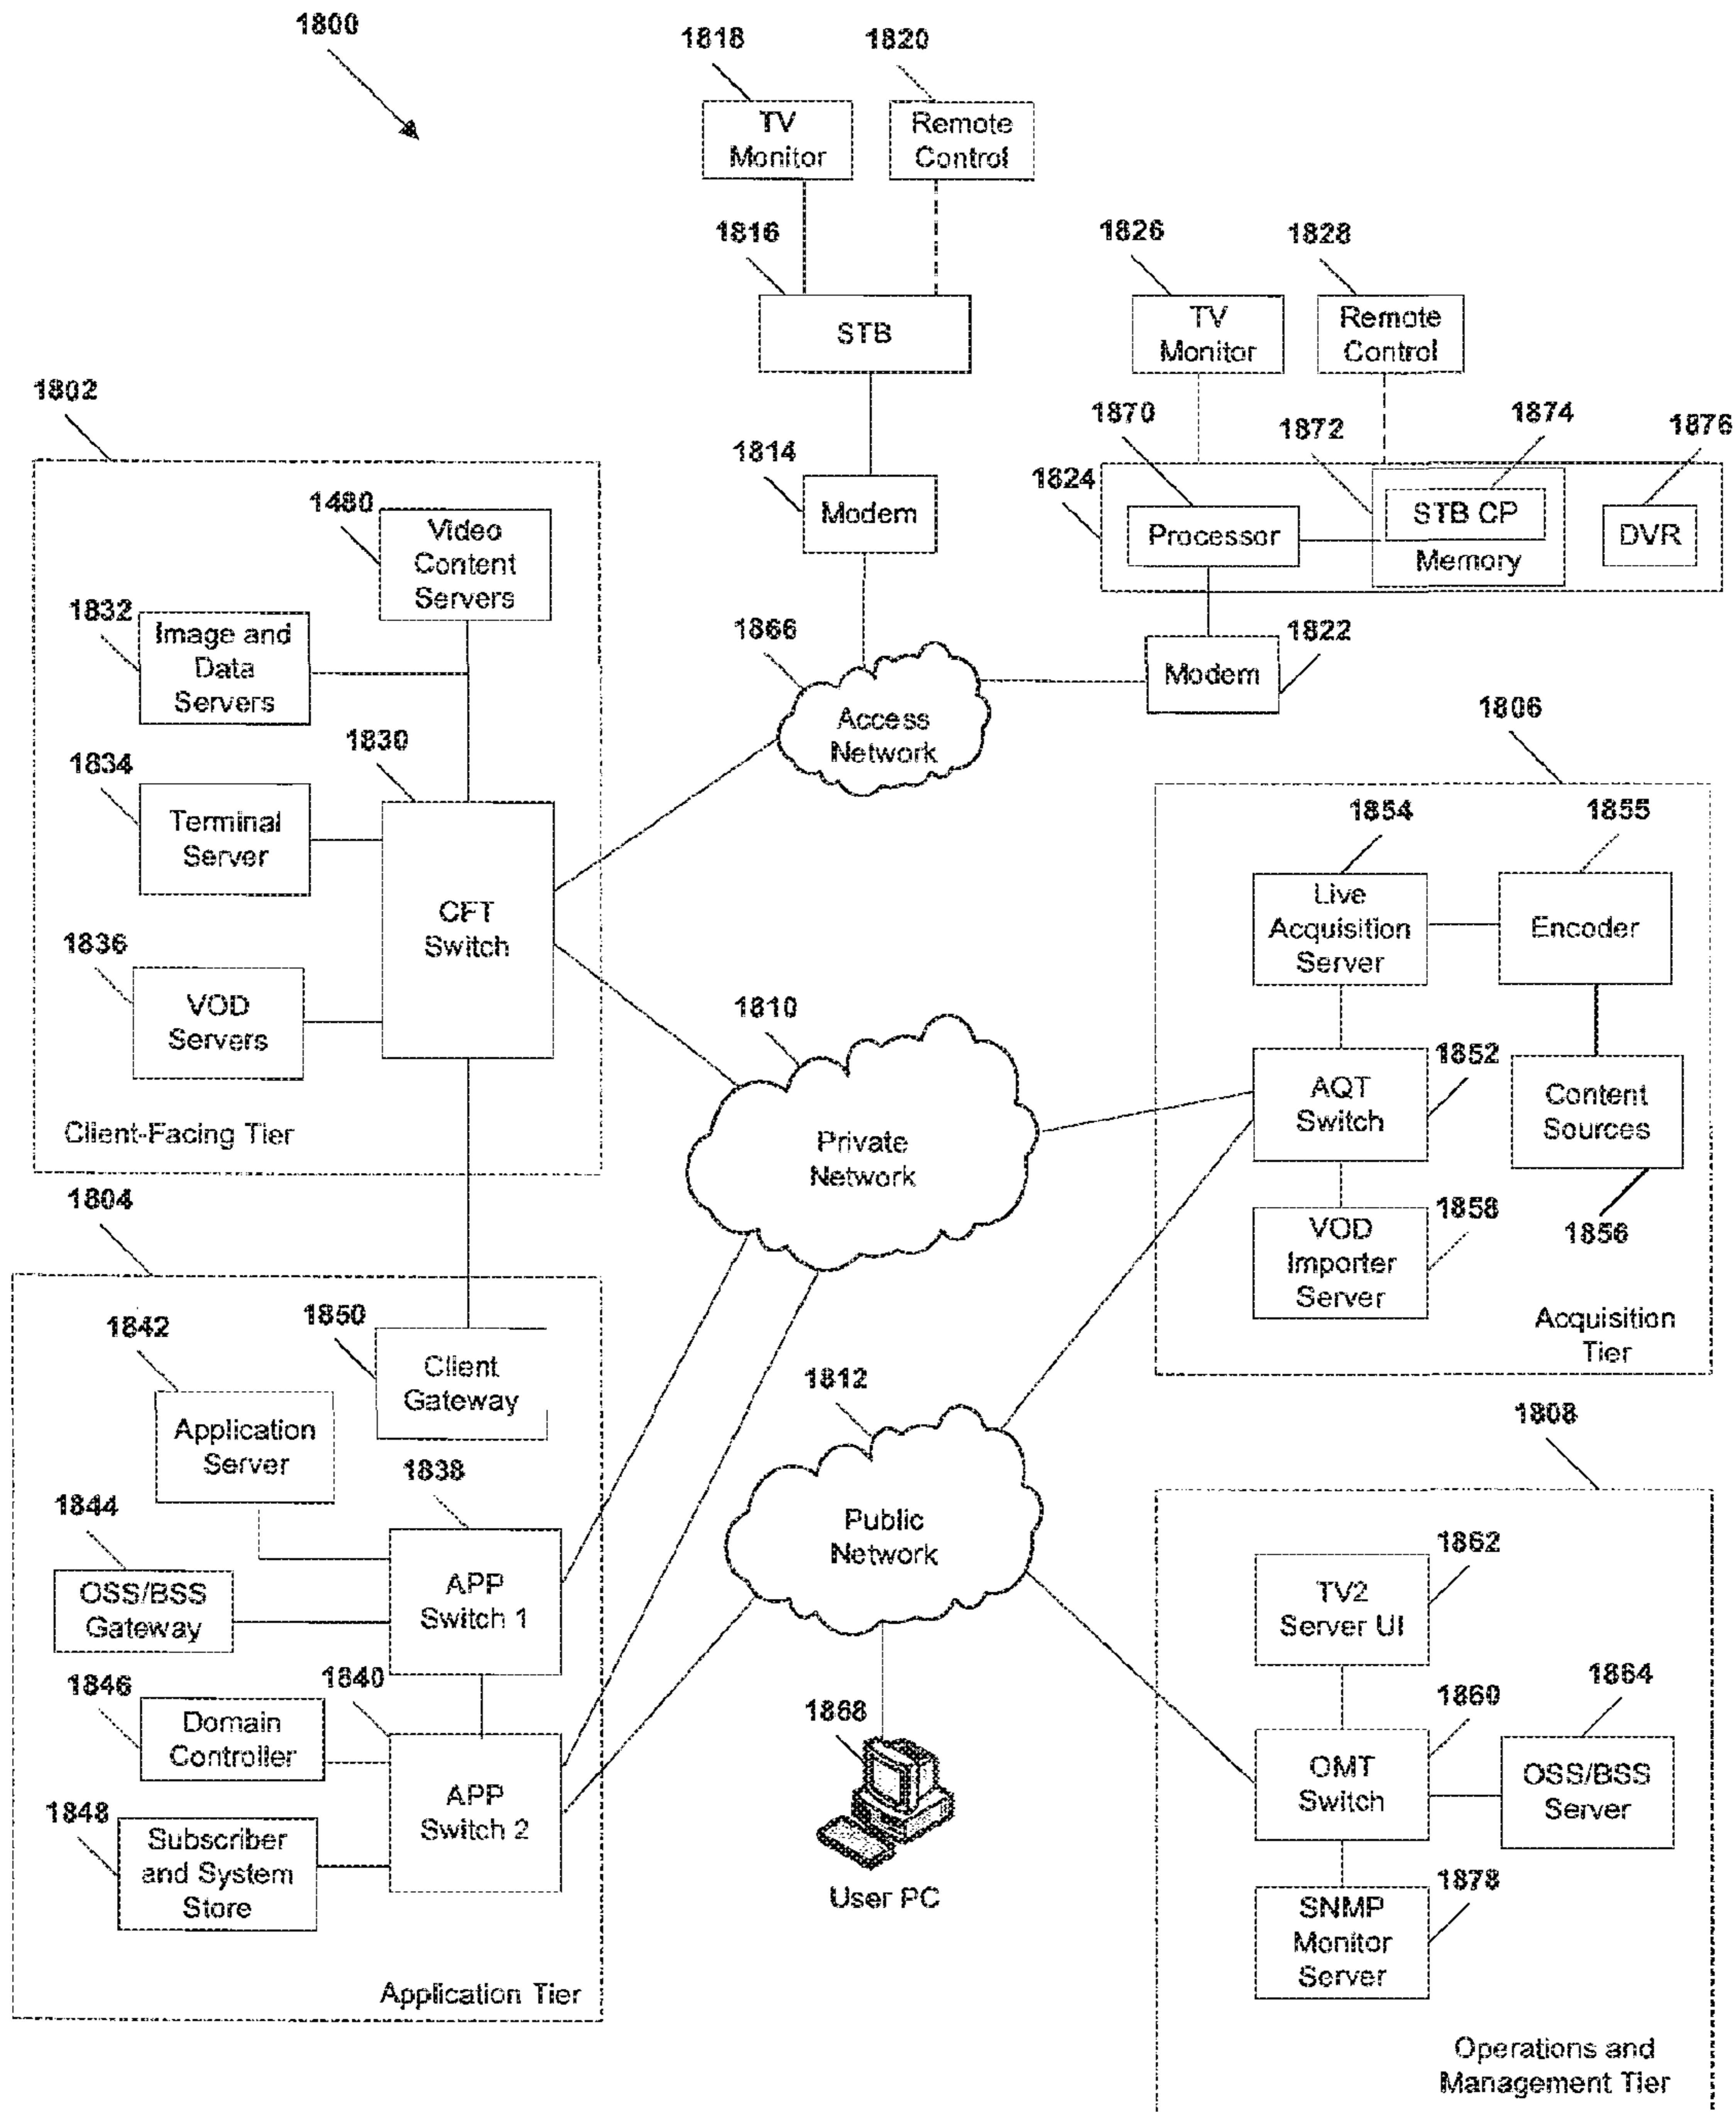 1800
1818
1820
TV
Monitor
Remote
Control
1816
STB
1826
1828
TV
Monitor
Remote
Control
1802
1814
Modem
1870
1872
1874
1876
1824
Processor
STB CP
Memory
DVR
1480
Video
Content
Servers
1832
Image and
Data
Servers
1866
Access
Network
1822
Modem
1834
Terminal
Server
1830
CFT
Switch
1836
VOD
Servers
Client-Facing Tier
1806
1854
1855
Live
Acquisition
Server
Encoder
1810
Private
Network
1852
AQT
Switch
Content
Sources
1856
1858
VOD
Importer
Server
Acquisition
Tier
1804
1842
1850
Client
Gateway
Application
Server
1812
Public
Network
1838
1844
OSS/BSS
Gateway
APP
Switch 1
1846
Domain
Controller
1840
APP
Switch 2
1848
Subscriber
and System
Store
Application Tier
1868
User PC
1808
1862
TV2
Server UI
1860
1864
OMT
Switch
OSS/BSS
Server
1878
SNMP
Monitor
Server
Operations and
Management Tier